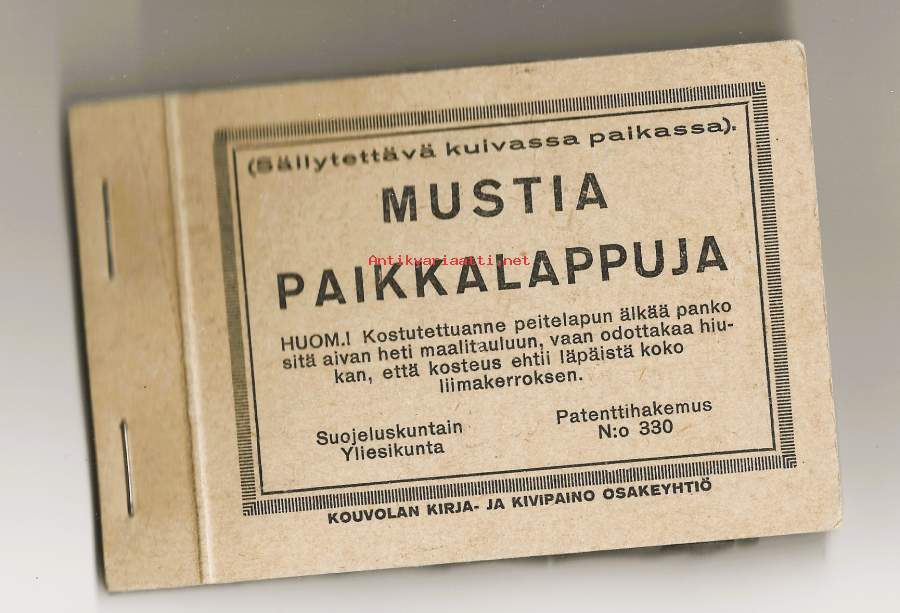 (Säilytettävä kuivassa paikassa).
MUSTIA
PAIKKALAPPUJA
Antikvariaatti.net
HUOM.! Kostutettuanne peitelapun älkää panko
sitä aivan heti maalitauluun, vaan odottakaa hiu-
kan, että kosteus ehtii läpäistä koko
liimakerroksen.
Suojeluskuntain
Yliesikunta
Patenttihakemus
N:o 330
KOUVOLAN KIRJA- JA KIVIPAINO OSAKEYHTIÖ